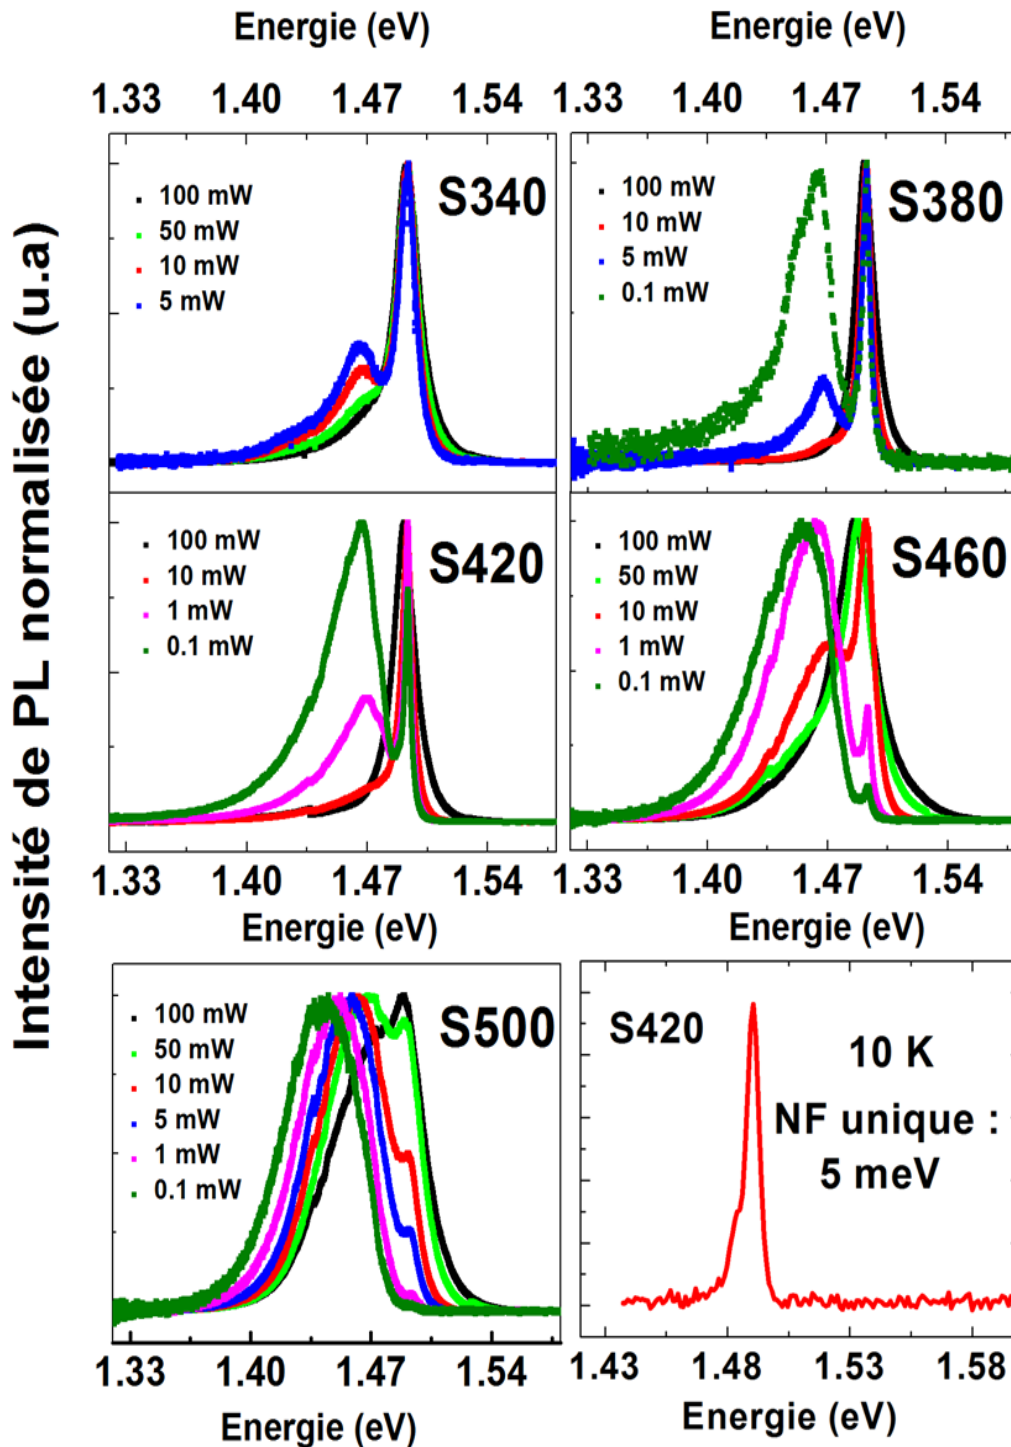 Energie (eV)
1.33 1.40 1.47 1.54
Energie (eV)
1.33 1.40 1.47 1.54
Intensité de PL normalisée (u.a)
S340
100 mW
50 mW
10 mW
5 mW
S380
100 mW
10 mW
5 mW
0.1 mW
S420
100 mW
10 mW
1 mW
0.1 mW
S460
100 mW
50 mW
10 mW
1 mW
0.1 mW
1.33 1.40 1.47 1.54
Energie (eV)
1.33 1.40 1.47 1.54
Energie (eV)
S500
100 mW
50 mW
10 mW
5 mW
1 mW
0.1 mW
1.33 1.40 1.47 1.54
Energie (eV)
S420
10 K
NF unique :
5 meV
1.43 1.48 1.53 1.58
Energie (eV)